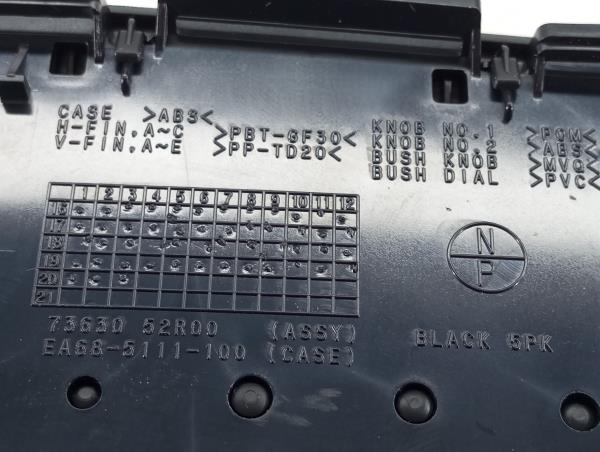 CASE >ABS<
H-FIN,A~C >PBT-GF30<
V-FIN,A~E >PP-TD20<
KNOB NO.1 >POM<
KNOB NO.2 >ABS<
BUSH KNOB >MVQ<
BUSH DIAL >PVC<
1 2 3 4 5 6 7 8 9 10 11 12
16
17
18
19
20
21
N
P
73630 52R00 (ASSY)
EA68-5111-100 (CASE)
BLACK 5PK